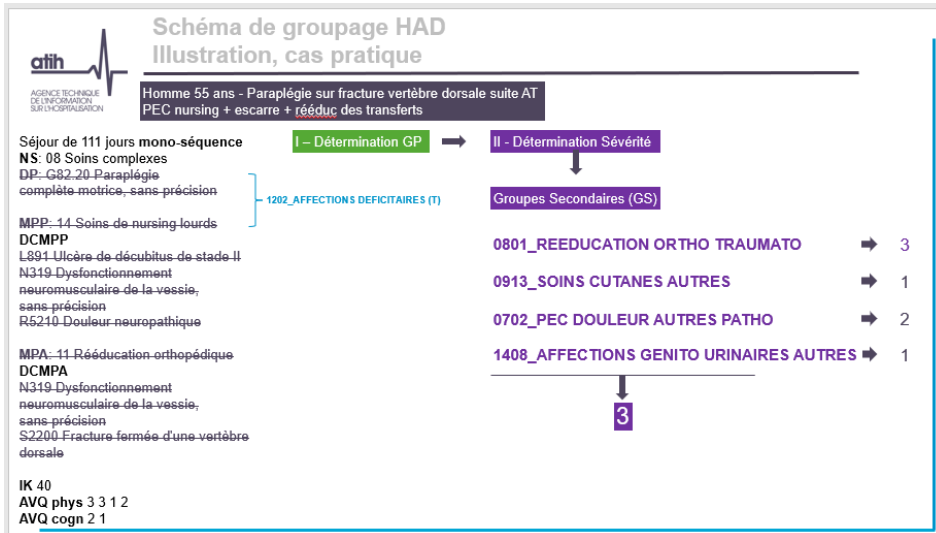 Schéma de groupage HAD
Illustration, cas pratique
atih
AGENCE TECHNIQUE
DE L'INFORMATION
SUR L'HOSPITALISATION
Homme 55 ans - Paraplégie sur fracture vertèbre dorsale suite AT
PEC nursing + escarre + rééduc des transferts
Séjour de 111 jours mono-séquence
NS: 08 Soins complexes
DP: G82.20 Paraplégie
complète motrice, sans précision
MPP: 14 Soins de nursing lourds
DCMPP
L891 Ulcère de décubitus de stade II
N319 Dysfonctionnement
neuromusculaire de la vessie,
sans précision
R5210 Douleur neuropathique
MPA: 11 Rééducation orthopédique
DCMPA
N319 Dysfonctionnement
neuromusculaire de la vessie,
sans précision
S2200 Fracture fermée d'une vertèbre
dorsale
IK 40
AVQ phys 3 3 1 2
AVQ cogn 2 1
I – Détermination GP
1202_AFFECTIONS DEFICITAIRES (T)
II - Détermination Sévérité
Groupes Secondaires (GS)
0801_REEDUCATION ORTHO TRAUMATO 3
0913_SOINS CUTANES AUTRES 1
0702_PEC DOULEUR AUTRES PATHO 2
1408_AFFECTIONS GENITO URINAIRES AUTRES 1
3